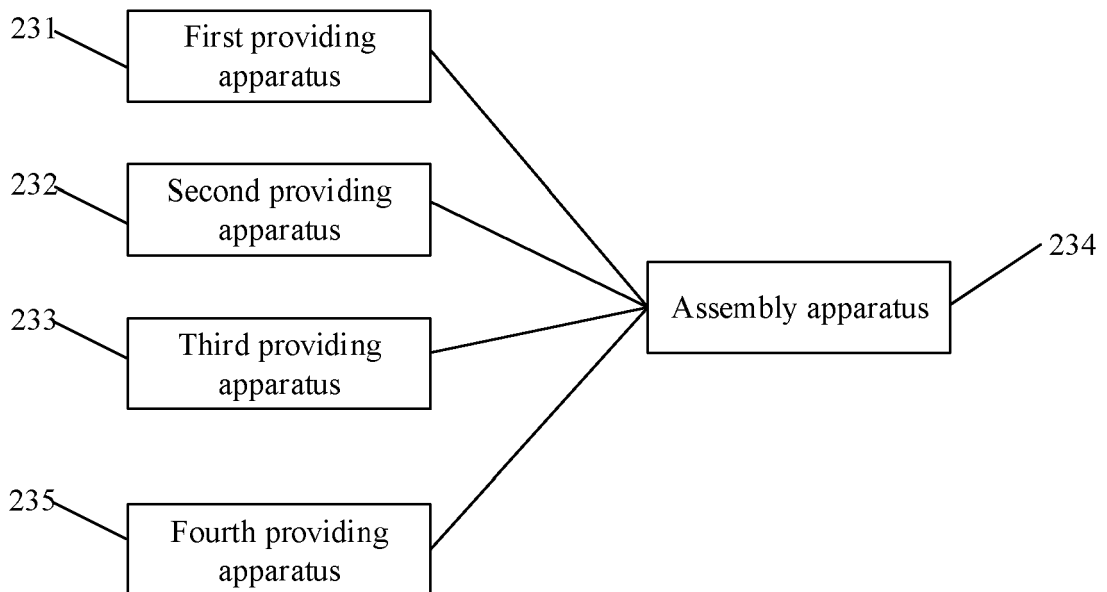 231
First providing
apparatus
232
Second providing
apparatus
233
Third providing
apparatus
234
Assembly apparatus
235
Fourth providing
apparatus